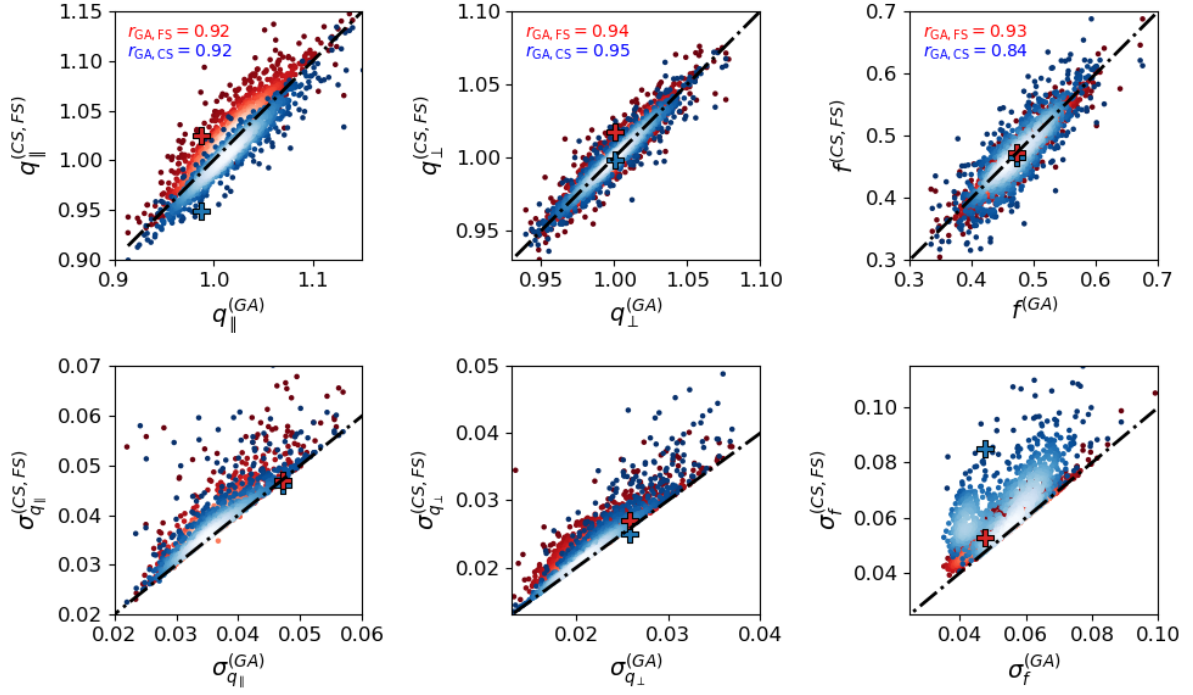 r_GA,FS = 0.92
r_GA,CS = 0.92
1.15
1.10
1.05
1.00
0.95
0.90
0.9 1.0 1.1
q_∥^(CS, FS)
q_∥^(GA)
r_GA,FS = 0.94
r_GA,CS = 0.95
1.10
1.05
1.00
0.95
0.95 1.00 1.05 1.10
q_⊥^(CS, FS)
q_⊥^(GA)
r_GA,FS = 0.93
r_GA,CS = 0.84
0.7
0.6
0.5
0.4
0.3
0.3 0.4 0.5 0.6 0.7
f^(CS, FS)
f^(GA)
0.07
0.06
0.05
0.04
0.03
0.02
0.02 0.03 0.04 0.05 0.06
σ_q∥^(CS, FS)
σ_q∥^(GA)
0.05
0.04
0.03
0.02
0.02 0.03 0.04
σ_q⊥^(CS, FS)
σ_q⊥^(GA)
0.10
0.08
0.06
0.04
0.04 0.06 0.08 0.10
σ_f^(CS, FS)
σ_f^(GA)